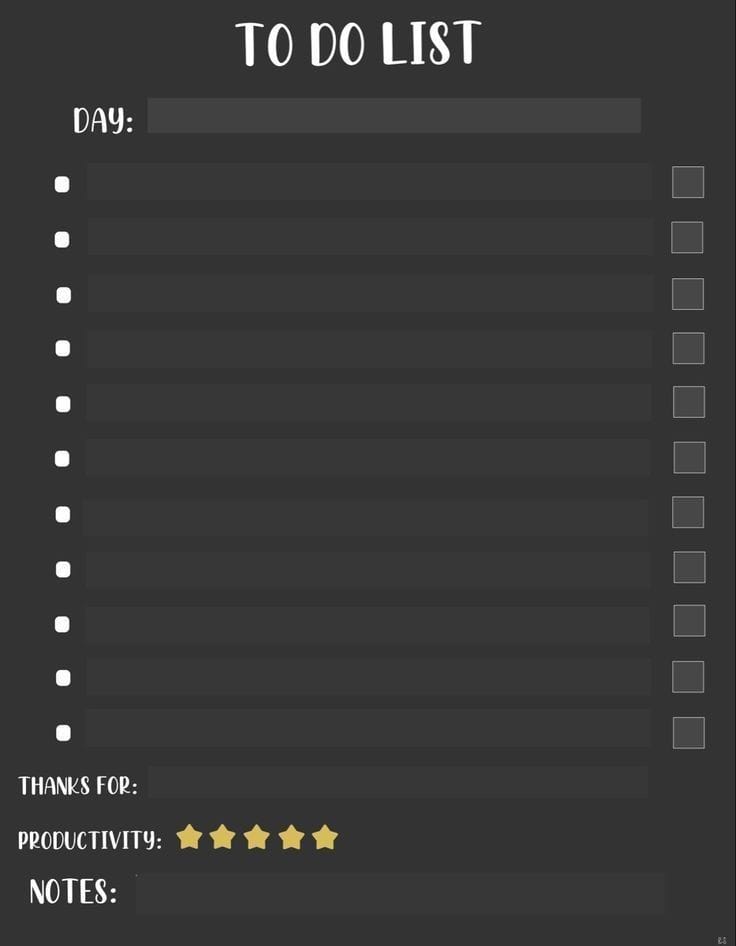 TO DO LIST
DAY:
THANKS FOR:
PRODUCTIVITY:
NOTES: